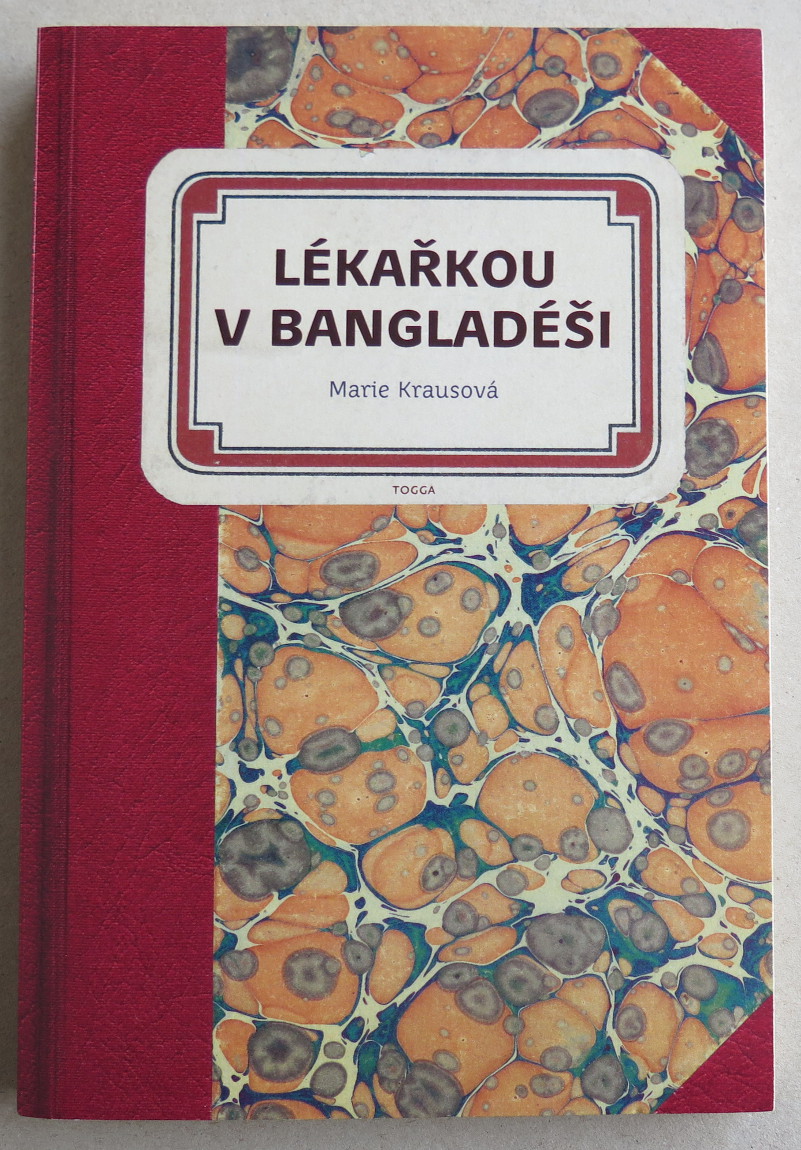 LÉKAŘKOU
V BANGLADÉŠI
Marie Krausová
TOGGA